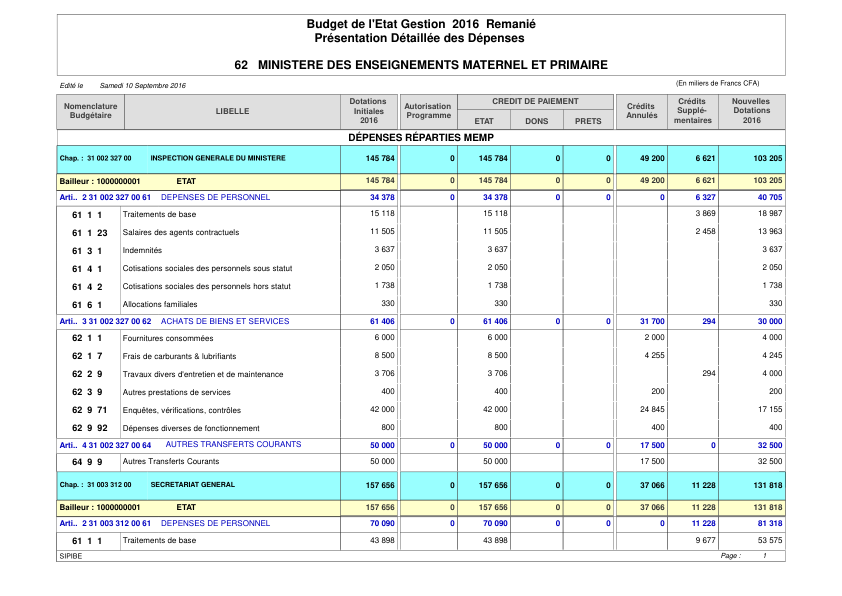 Budget de l'Etat Gestion 2016 Remanié
Présentation Détaillée des Dépenses
62 MINISTERE DES ENSEIGNEMENTS MATERNEL ET PRIMAIRE
Edité le Samedi 10 Septembre 2016 (En miliers de Francs CFA)
Nomenclature Budgétaire LIBELLE Dotations Initiales 2016 Autorisation Programme CREDIT DE PAIEMENT ETAT DONS PRETS Crédits Annulés Crédits Supplé-mentaires Nouvelles Dotations 2016
DÉPENSES RÉPARTIES MEMP
Chap. : 31 002 327 00 INSPECTION GENERALE DU MINISTERE 145 784 0 145 784 0 0 49 200 6 621 103 205
Bailleur : 1000000001 ETAT 145 784 0 145 784 0 0 49 200 6 621 103 205
Arti.. 2 31 002 327 00 61 DEPENSES DE PERSONNEL 34 378 0 34 378 0 0 0 6 327 40 705
61 1 1 Traitements de base 15 118 15 118 3 869 18 987
61 1 23 Salaires des agents contractuels 11 505 11 505 2 458 13 963
61 3 1 Indemnités 3 637 3 637 3 637
61 4 1 Cotisations sociales des personnels sous statut 2 050 2 050 2 050
61 4 2 Cotisations sociales des personnels hors statut 1 738 1 738 1 738
61 6 1 Allocations familiales 330 330 330
Arti.. 3 31 002 327 00 62 ACHATS DE BIENS ET SERVICES 61 406 0 61 406 0 0 31 700 294 30 000
62 1 1 Fournitures consommées 6 000 6 000 2 000 4 000
62 1 7 Frais de carburants & lubrifiants 8 500 8 500 4 255 4 245
62 2 9 Travaux divers d'entretien et de maintenance 3 706 3 706 294 4 000
62 3 9 Autres prestations de services 400 400 200 200
62 9 71 Enquêtes, vérifications, contrôles 42 000 42 000 24 845 17 155
62 9 92 Dépenses diverses de fonctionnement 800 800 400 400
Arti.. 4 31 002 327 00 64 AUTRES TRANSFERTS COURANTS 50 000 0 50 000 0 0 17 500 0 32 500
64 9 9 Autres Transferts Courants 50 000 50 000 17 500 32 500
Chap. : 31 003 312 00 SECRETARIAT GENERAL 157 656 0 157 656 0 0 37 066 11 228 131 818
Bailleur : 1000000001 ETAT 157 656 0 157 656 0 0 37 066 11 228 131 818
Arti.. 2 31 003 312 00 61 DEPENSES DE PERSONNEL 70 090 0 70 090 0 0 0 11 228 81 318
61 1 1 Traitements de base 43 898 43 898 9 677 53 575
SIPIBE Page : 1